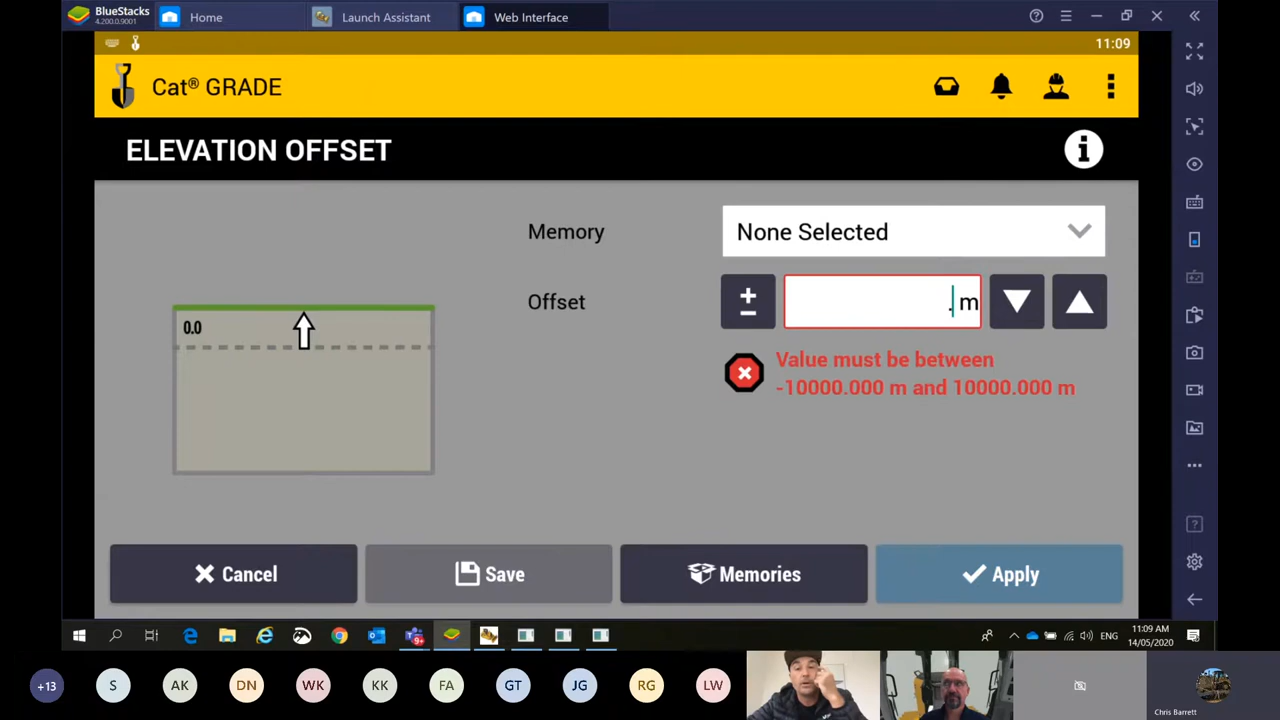 BlueStacks
4.200.0.9001
Home
Launch Assistant
Web Interface
11:09
Cat® GRADE
ELEVATION OFFSET
Memory
None Selected
Offset
. m
0.0
Value must be between
-10000.000 m and 10000.000 m
Cancel
Save
Memories
Apply
9+
ENG
11:09 AM
14/05/2020
+13
S
AK
DN
WK
KK
FA
GT
JG
RG
LW
Chris Barrett